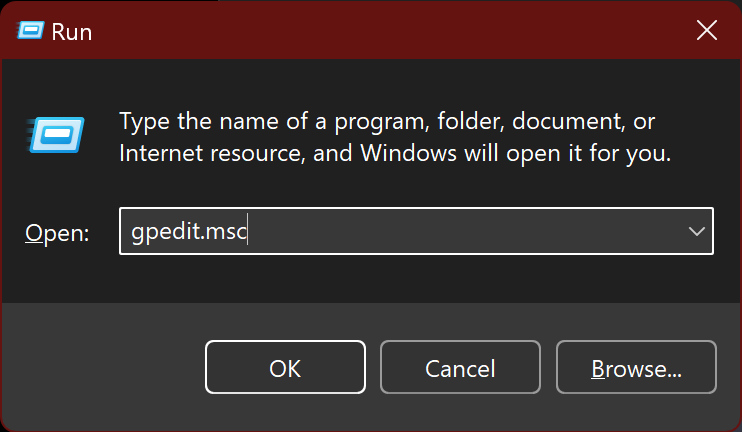 Run
Type the name of a program, folder, document, or
Internet resource, and Windows will open it for you.
Open: gpedit.msc
OK Cancel Browse...